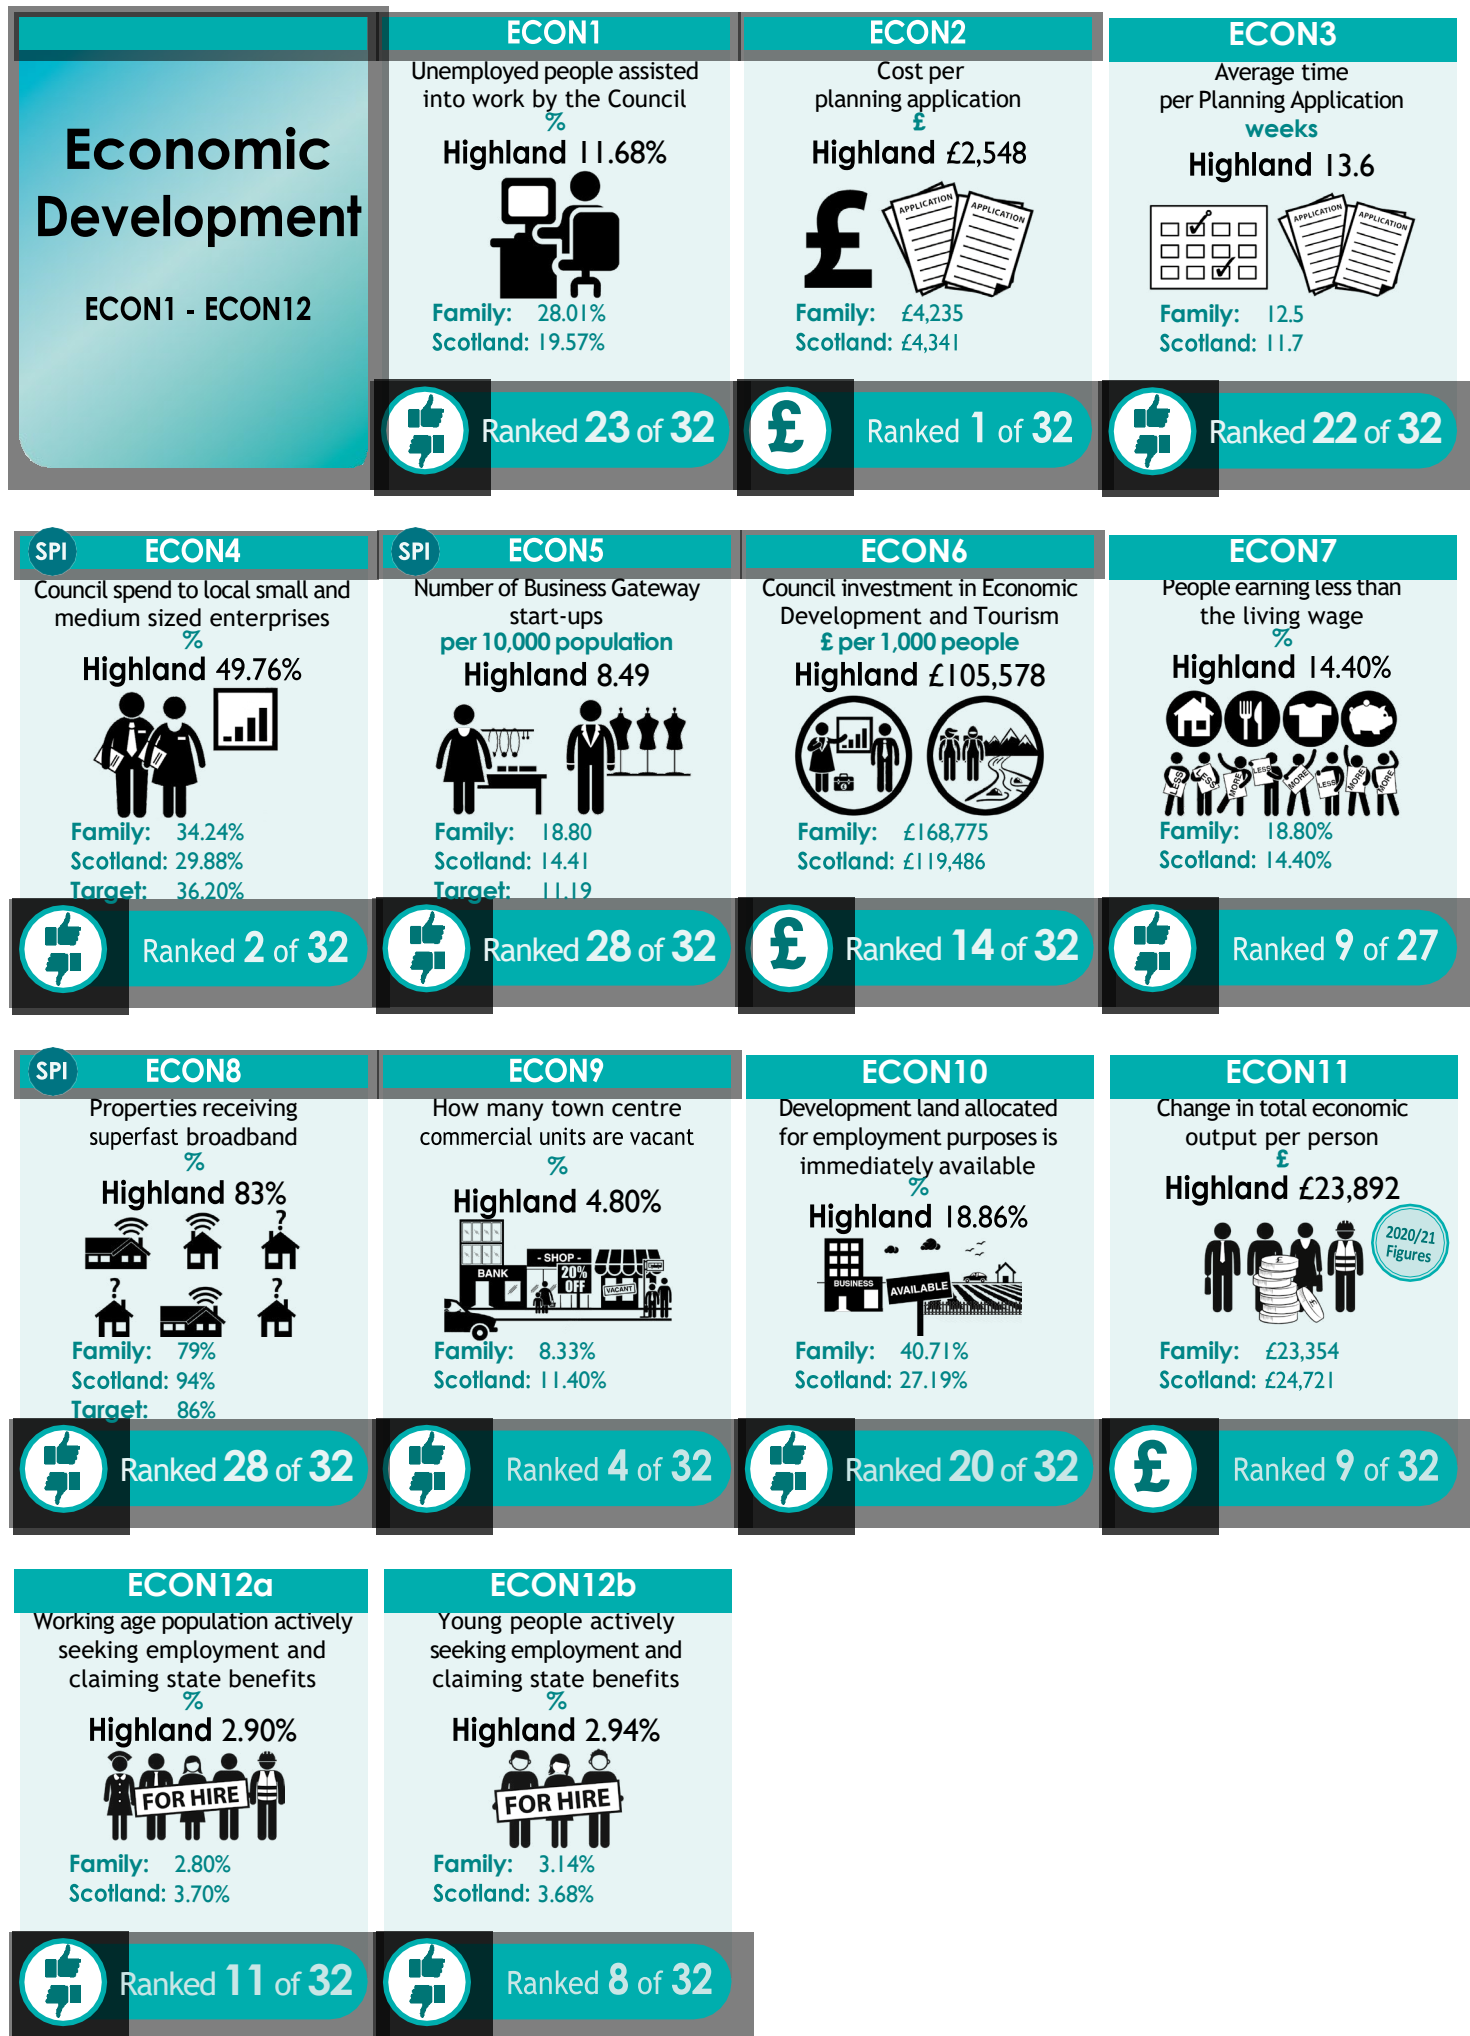 Economic
Development
ECON1 - ECON12
ECON1
Unemployed people assisted
into work by the Council
%
Highland 11.68%
Family: 28.01%
Scotland: 19.57%
Ranked 23 of 32
ECON2
Cost per
planning application
£
Highland £2,548
£
APPLICATION
APPLICATION
Family: £4,235
Scotland: £4,341
£
Ranked 1 of 32
ECON3
Average time
per Planning Application
weeks
Highland 13.6
APPLICATION
APPLICATION
Family: 12.5
Scotland: 11.7
Ranked 22 of 32
SPI
ECON4
Council spend to local small and
medium sized enterprises
%
Highland 49.76%
Family: 34.24%
Scotland: 29.88%
Target: 36.20%
Ranked 2 of 32
SPI
ECON5
Number of Business Gateway
start-ups
per 10,000 population
Highland 8.49
Family: 18.80
Scotland: 14.41
Target: 11.19
Ranked 28 of 32
ECON6
Council investment in Economic
Development and Tourism
£ per 1,000 people
Highland £105,578
Family: £168,775
Scotland: £119,486
£
Ranked 14 of 32
ECON7
People earning less than
the living wage
%
Highland 14.40%
LESS
LESS
MORE
LESS
MORE
LESS
MORE
MORE
Family: 18.80%
Scotland: 14.40%
Ranked 9 of 27
SPI
ECON8
Properties receiving
superfast broadband
%
Highland 83%
?
?
?
Family: 79%
Scotland: 94%
Target: 86%
Ranked 28 of 32
ECON9
How many town centre
commercial units are vacant
%
Highland 4.80%
BANK
- SHOP -
20%
OFF
VACANT
Family: 8.33%
Scotland: 11.40%
Ranked 4 of 32
ECON10
Development land allocated
for employment purposes is
immediately available
%
Highland 18.86%
BUSINESS
AVAILABLE
Family: 40.71%
Scotland: 27.19%
Ranked 20 of 32
ECON11
Change in total economic
output per person
£
Highland £23,892
2020/21
Figures
£
Family: £23,354
Scotland: £24,721
£
Ranked 9 of 32
ECON12a
Working age population actively
seeking employment and
claiming state benefits
%
Highland 2.90%
FOR HIRE
Family: 2.80%
Scotland: 3.70%
Ranked 11 of 32
ECON12b
Young people actively
seeking employment and
claiming state benefits
%
Highland 2.94%
FOR HIRE
Family: 3.14%
Scotland: 3.68%
Ranked 8 of 32